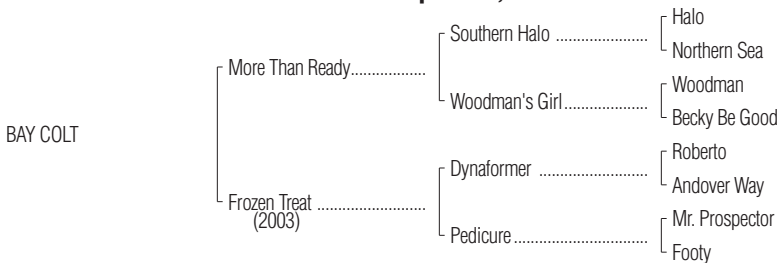 Halo
Southern Halo ........................
Northern Sea
More Than Ready..................
Woodman
Woodman's Girl......................
Becky Be Good
BAY COLT
Roberto
Dynaformer ............................
Andover Way
Frozen Treat ..........................
(2003)
Mr. Prospector
Pedicure..................................
Footy